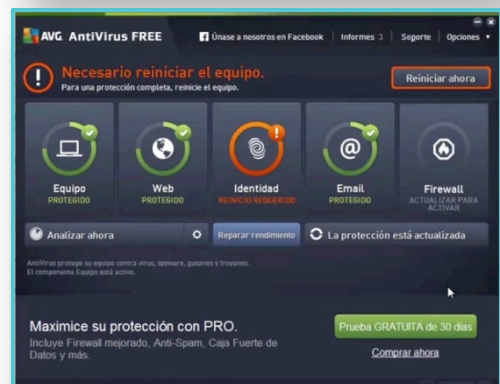 AVG. AntiVirus FREE
Únase a nosotros en Facebook
Informes 3
Soporte
Opciones
Necesario reiniciar el equipo.
Para una protección completa, reinicie el equipo.
Reiniciar ahora
Equipo
PROTEGIDO
Web
PROTEGIDO
Identidad
REINICIO REQUERIDO
Email
PROTEGIDO
Firewall
ACTUALIZAR PARA
ACTIVAR
Analizar ahora
Reparar rendimiento
La protección está actualizada
AntiVirus protege su equipo contra virus, spyware, gusanos y troyanos.
El componente Equipo está activo.
Maximice su protección con PRO.
Incluye Firewall
mejorado, Anti-Spam, Caja Fuerte de
Datos y más.
Prueba GRATUITA de 30 días
Comprar ahora